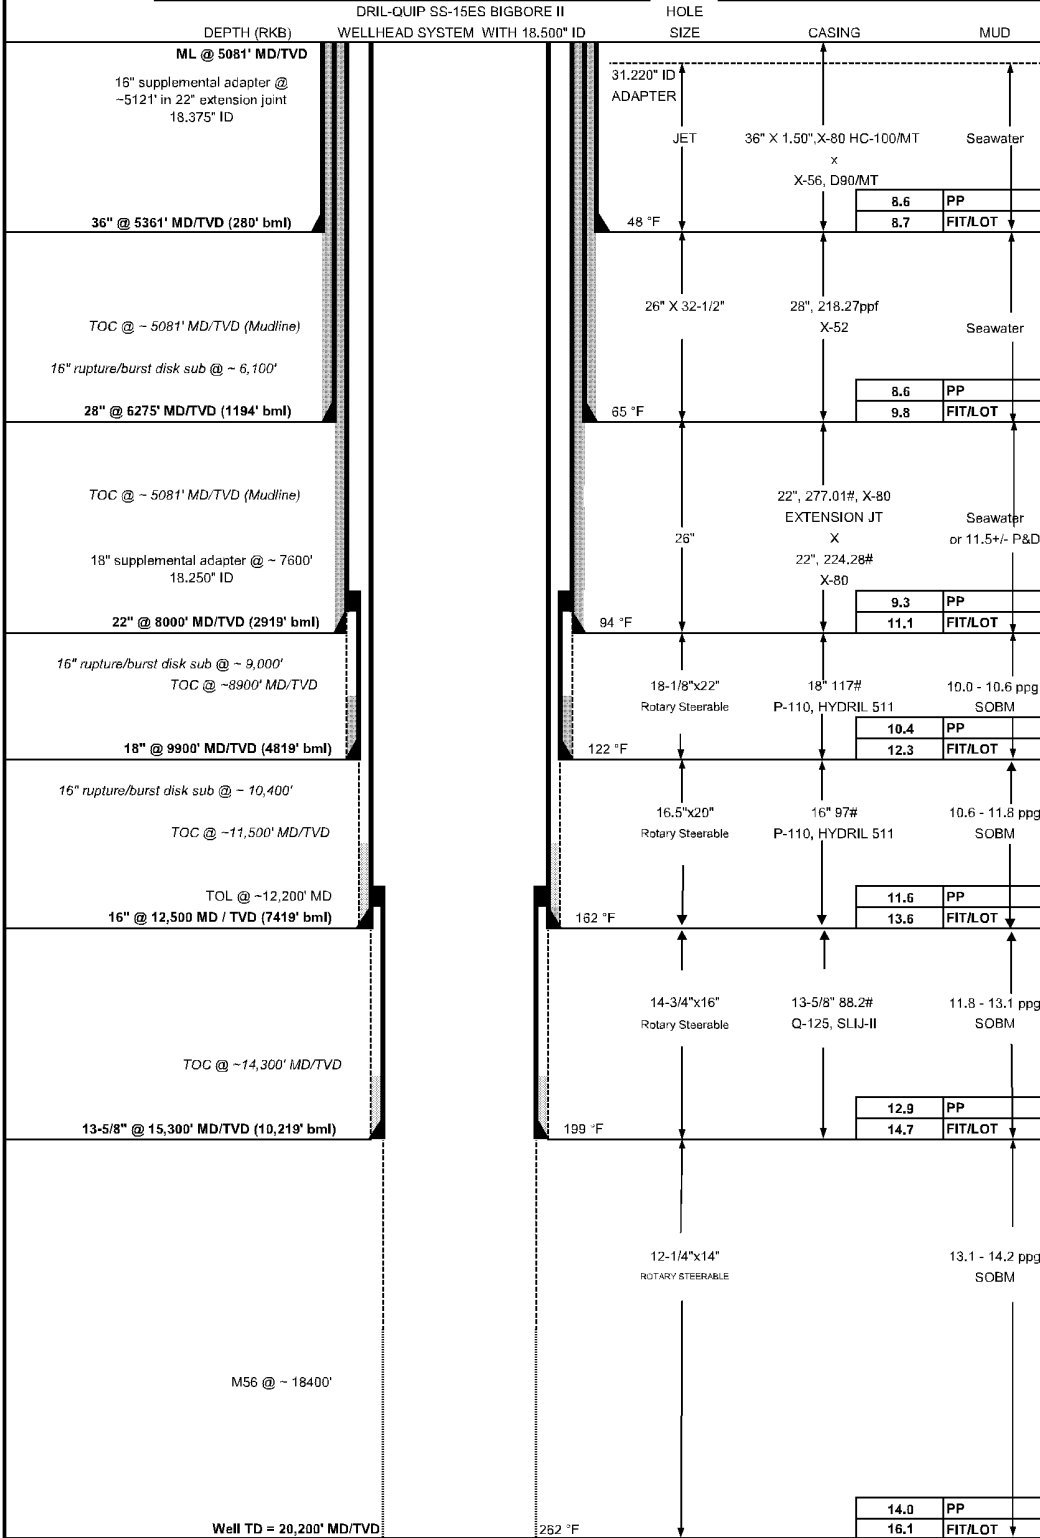 DRIL-QUIP SS-15ES BIGBORE II HOLE
DEPTH (RKB) WELLHEAD SYSTEM WITH 18.500" ID SIZE CASING MUD
ML @ 5081' MD/TVD
16" supplemental adapter @
~5121' in 22" extension joint
18.375" ID
31.220" ID
ADAPTER
JET
36" X 1.50",X-80 HC-100/MT
x
X-56, D90/MT
Seawater
8.6 PP
36" @ 5361' MD/TVD (280' bml) 48 °F 8.7 FIT/LOT
26" X 32-1/2"
28", 218.27ppf
X-52
Seawater
TOC @ ~ 5081' MD/TVD (Mudline)
16" rupture/burst disk sub @ ~ 6,100'
8.6 PP
28" @ 6275' MD/TVD (1194' bml) 65 °F 9.8 FIT/LOT
TOC @ ~ 5081' MD/TVD (Mudline)
26"
22", 277.01#, X-80
EXTENSION JT
X
22", 224.28#
X-80
Seawater
or 11.5+/- P&D
18" supplemental adapter @ ~ 7600'
18.250" ID
9.3 PP
22" @ 8000' MD/TVD (2919' bml) 94 °F 11.1 FIT/LOT
16" rupture/burst disk sub @ ~ 9,000'
TOC @ ~8900' MD/TVD
18-1/8"x22"
Rotary Steerable
18" 117#
P-110, HYDRIL 511
10.0 - 10.6 ppg
SOBM
10.4 PP
18" @ 9900' MD/TVD (4819' bml) 122 °F 12.3 FIT/LOT
16" rupture/burst disk sub @ ~ 10,400'
TOC @ ~11,500' MD/TVD
16.5"x20"
Rotary Steerable
16" 97#
P-110, HYDRIL 511
10.6 - 11.8 ppg
SOBM
TOL @ ~12,200' MD
11.6 PP
16" @ 12,500 MD / TVD (7419' bml) 162 °F 13.6 FIT/LOT
14-3/4"x16"
Rotary Steerable
13-5/8" 88.2#
Q-125, SLIJ-II
11.8 - 13.1 ppg
SOBM
TOC @ ~14,300' MD/TVD
12.9 PP
13-5/8" @ 15,300' MD/TVD (10,219' bml) 199 °F 14.7 FIT/LOT
12-1/4"x14"
ROTARY STEERABLE
13.1 - 14.2 ppg
SOBM
M56 @ ~ 18400'
14.0 PP
Well TD = 20,200' MD/TVD 262 °F 16.1 FIT/LOT